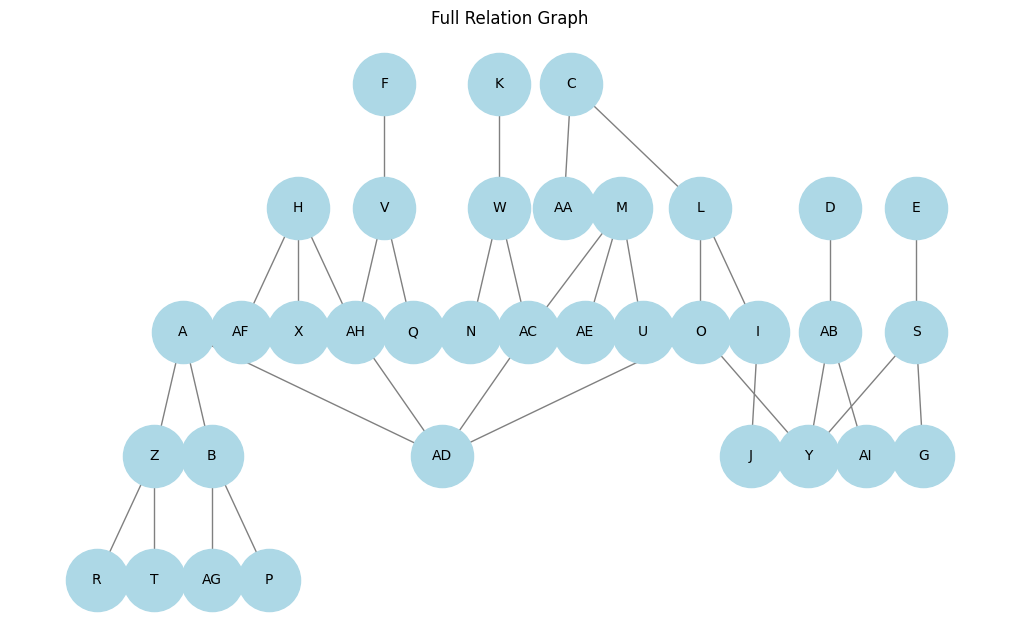 Full Relation Graph
F K C
H V W AA M L D E
A AF X AH Q N AC AE U O I AB S
Z B AD J Y AI G
R T AG P